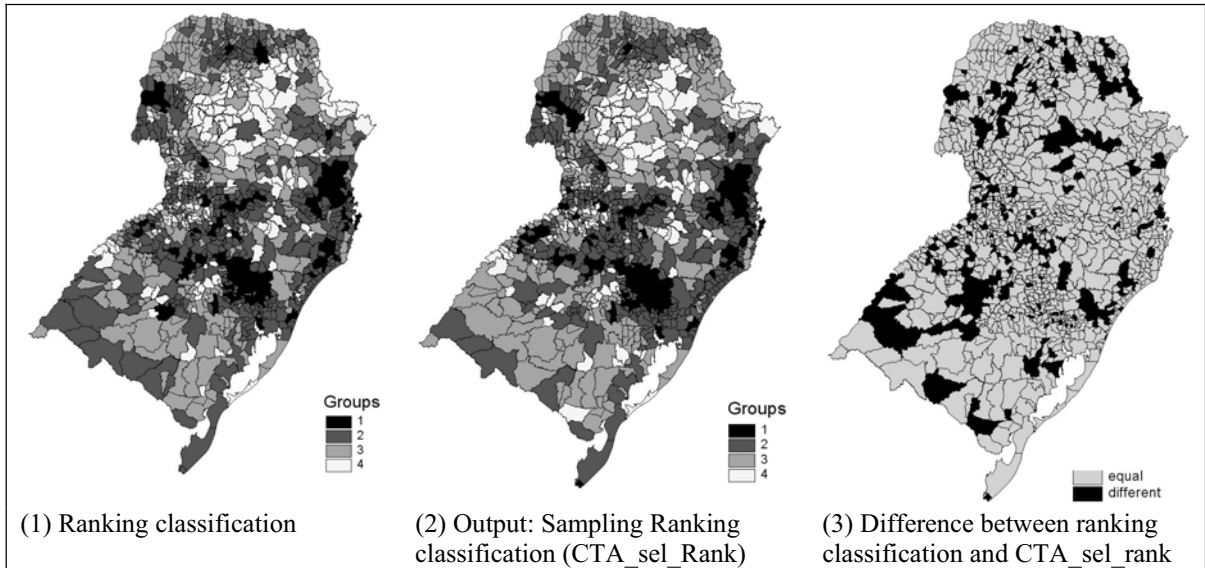 Groups
1
2
3
4
Groups
1
2
3
4
equal
different
(1) Ranking classification
(2) Output: Sampling Ranking
classification (CTA_sel_Rank)
(3) Difference between ranking
classification and CTA_sel_rank